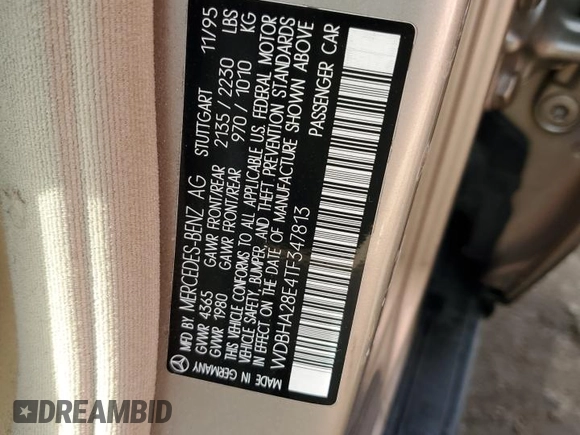 MFD BY MERCEDES-BENZ AG STUTTGART 11/95
GVWR 4365 GAWR FRONT/REAR 2135 / 2230 LBS
GVWR 1980 GAWR FRONT/REAR 970 / 1010 KG
THIS VEHICLE CONFORMS TO ALL APPLICABLE U.S. FEDERAL MOTOR
VEHICLE SAFETY, BUMPER, AND THEFT PREVENTION STANDARDS
IN EFFECT ON THE DATE OF MANUFACTURE SHOWN ABOVE
WDBHA28E4TF347813 PASSENGER CAR
MADE IN GERMANY
DREAMBID